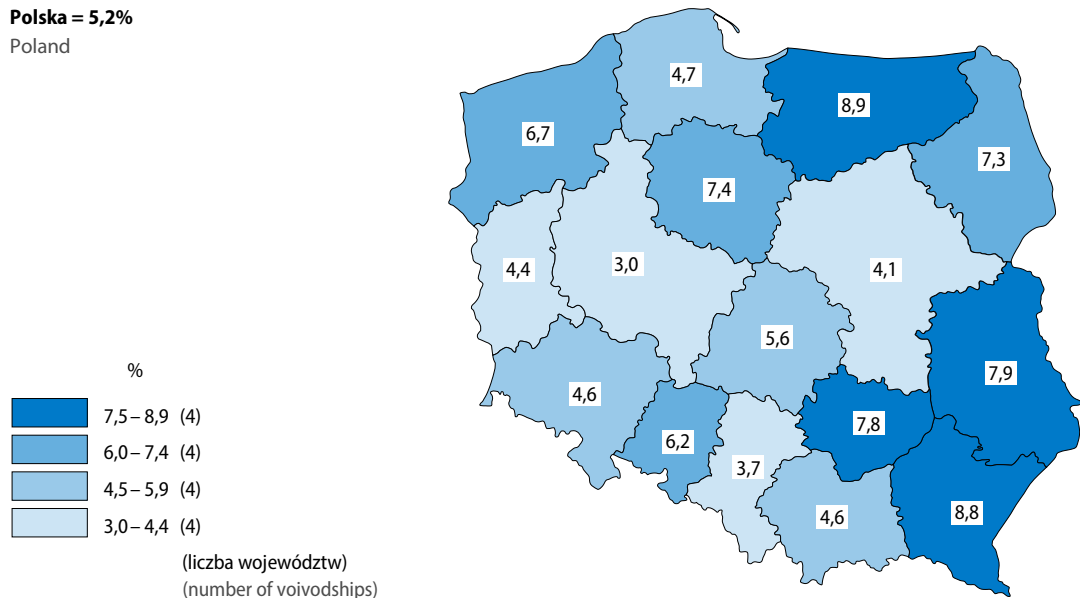 Polska = 5,2%
Poland
4,7
8,9
6,7
7,3
7,4
4,4
3,0
4,1
5,6
7,9
4,6
7,8
6,2
3,7
4,6
8,8
%
7,5 – 8,9 (4)
6,0 – 7,4 (4)
4,5 – 5,9 (4)
3,0 – 4,4 (4)
(liczba województw)
(number of voivodships)